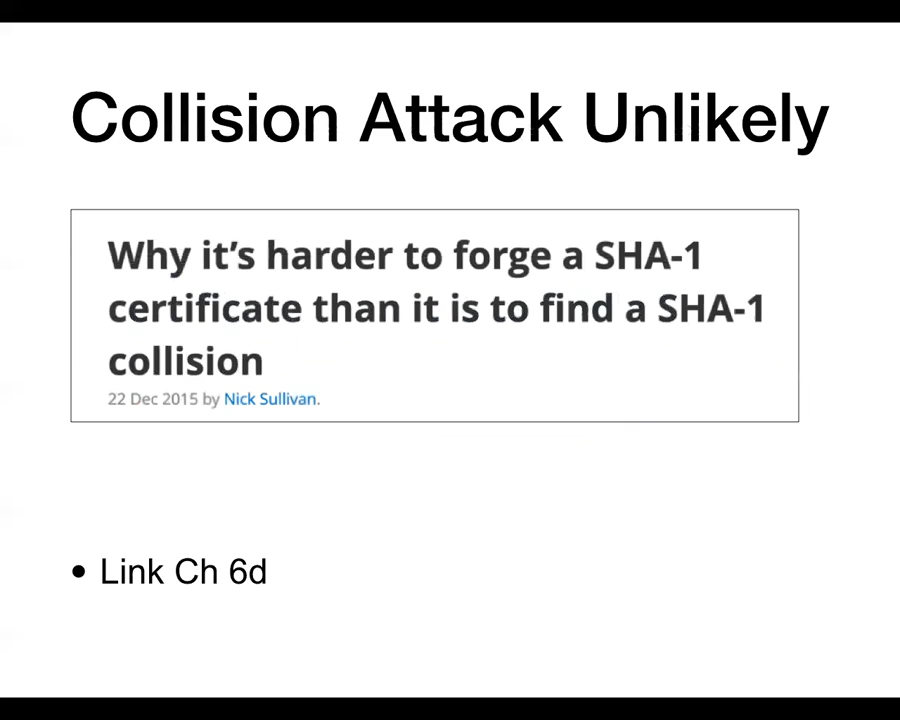 Collision Attack Unlikely
Why it's harder to forge a SHA-1
certificate than it is to find a SHA-1
collision
22 Dec 2015 by Nick Sullivan.
• Link Ch 6d